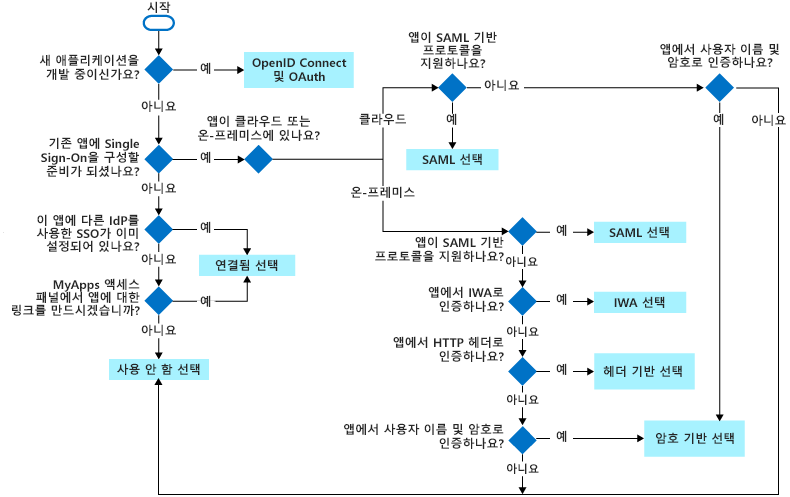 시작
새 애플리케이션을
개발 중이신가요?
예
OpenID Connect
및 OAuth
아니요
기존 앱에 Single
Sign-On을 구성할
준비가 되셨나요?
예
앱이 클라우드 또는
온-프레미스에 있나요?
아니요
이 앱에 다른 IdP를
사용한 SSO가 이미
설정되어 있나요?
예
연결됨 선택
아니요
MyApps 액세스
패널에서 앱에 대한
링크를 만드시겠습니까?
예
아니요
사용 안 함 선택
클라우드
앱이 SAML 기반
프로토콜을
지원하나요?
아니요
예
SAML 선택
앱에서 사용자 이름 및
암호로 인증하나요?
예
아니요
온-프레미스
앱이 SAML 기반
프로토콜을 지원하나요?
예
SAML 선택
아니요
앱에서 IWA로
인증하나요?
예
IWA 선택
아니요
앱에서 HTTP 헤더로
인증하나요?
예
헤더 기반 선택
아니요
앱에서 사용자 이름 및 암호로
인증하나요?
예
암호 기반 선택
아니요